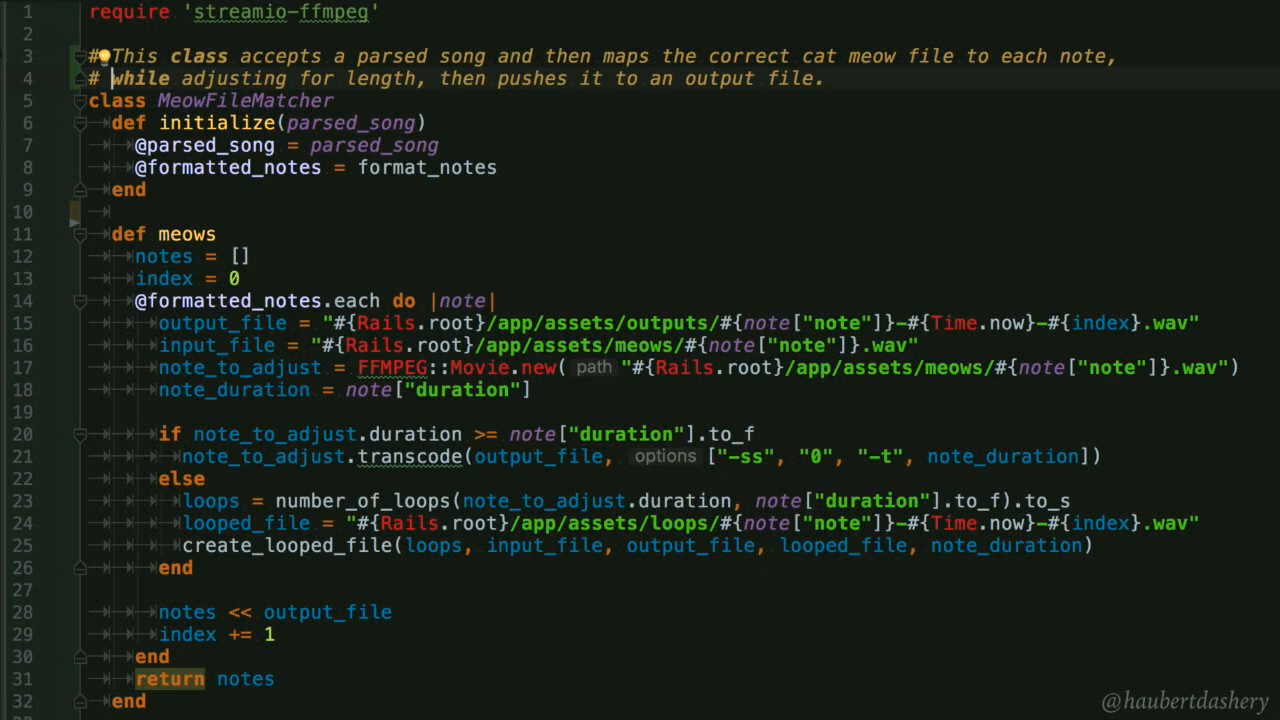 1 require 'streamio-ffmpeg'
2
3 # This class accepts a parsed song and then maps the correct cat meow file to each note,
4 # while adjusting for length, then pushes it to an output file.
5 class MeowFileMatcher
6 def initialize(parsed_song)
7 @parsed_song = parsed_song
8 @formatted_notes = format_notes
9 end
10
11 def meows
12 notes = []
13 index = 0
14 @formatted_notes.each do |note|
15 output_file = "#{Rails.root}/app/assets/outputs/#{note["note"]}-#{Time.now}-#{index}.wav"
16 input_file = "#{Rails.root}/app/assets/meows/#{note["note"]}.wav"
17 note_to_adjust = FFMPEG::Movie.new( path "#{Rails.root}/app/assets/meows/#{note["note"]}.wav")
18 note_duration = note["duration"]
19
20 if note_to_adjust.duration >= note["duration"].to_f
21 note_to_adjust.transcode(output_file, options ["-ss", "0", "-t", note_duration])
22 else
23 loops = number_of_loops(note_to_adjust.duration, note["duration"].to_f).to_s
24 looped_file = "#{Rails.root}/app/assets/loops/#{note["note"]}-#{Time.now}-#{index}.wav"
25 create_looped_file(loops, input_file, output_file, looped_file, note_duration)
26 end
27
28 notes << output_file
29 index += 1
30 end
31 return notes
32 end
@haubertdashery